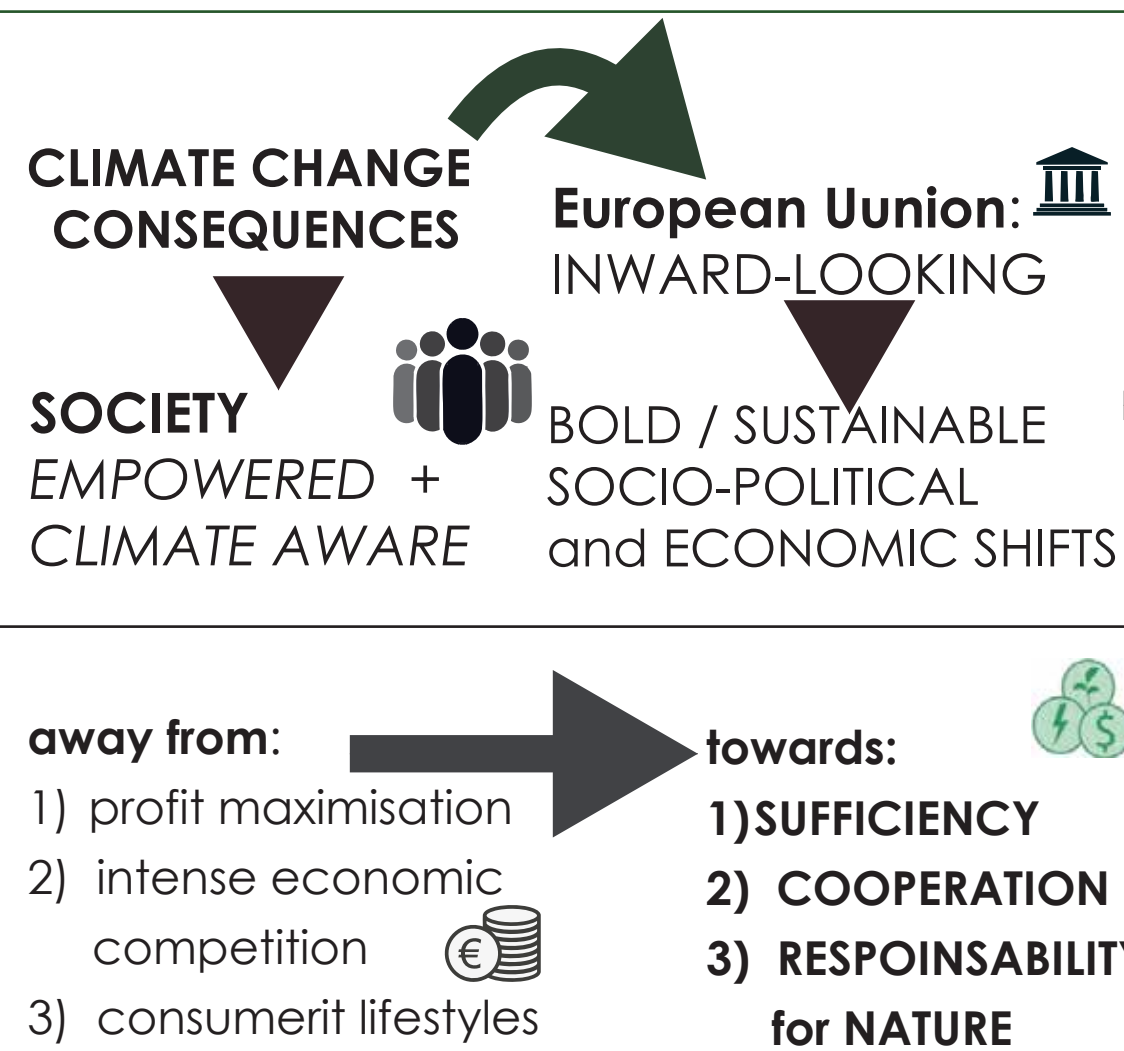 CLIMATE CHANGE
CONSEQUENCES
European Uunion:
INWARD-LOOKING
SOCIETY
EMPOWERED +
CLIMATE AWARE
BOLD / SUSTAINABLE
SOCIO-POLITICAL
and ECONOMIC SHIFTS
away from:
1) profit maximisation
2) intense economic
competition
€
3) consumerit lifestyles
towards:
$
1)SUFFICIENCY
2) COOPERATION
3) RESPOINSABILITY
for NATURE